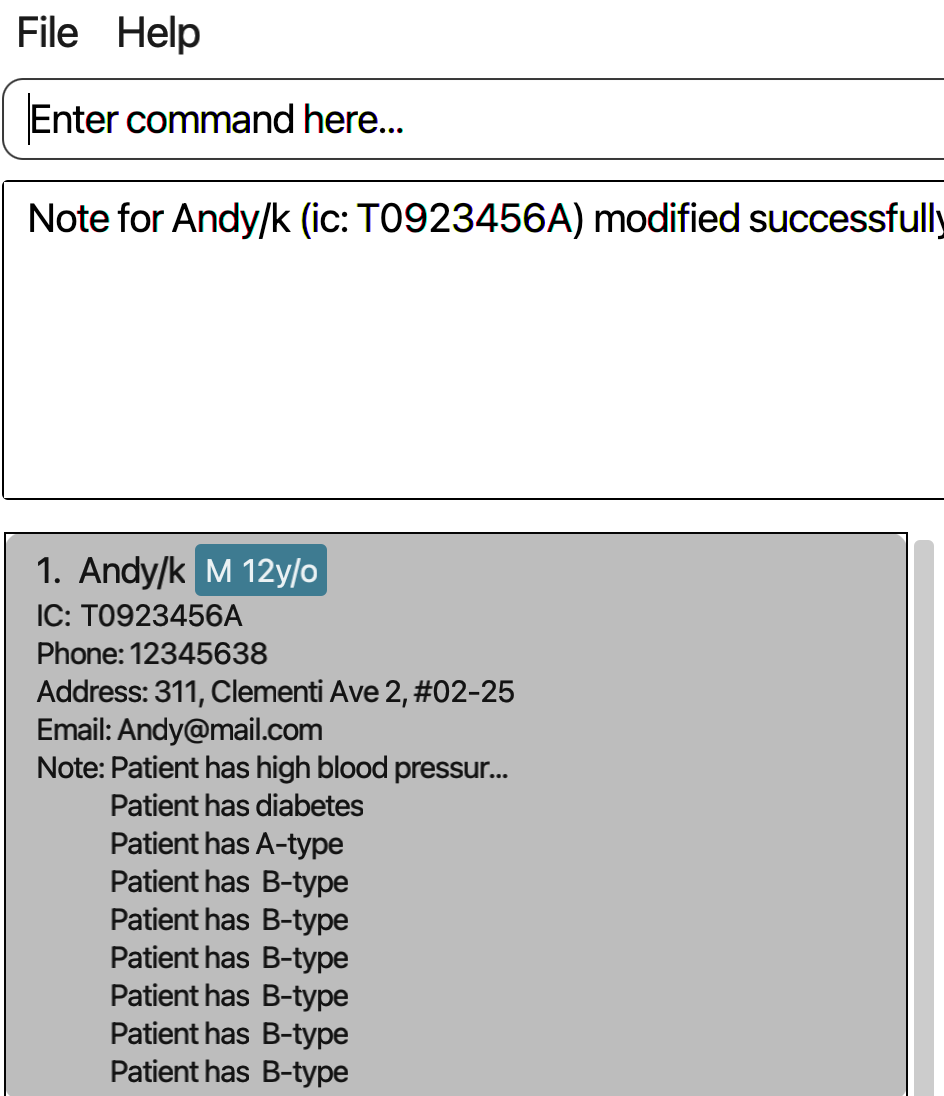 File Help
Enter command here...
Note for Andy/k (ic: T0923456A) modified successfully
1. Andy/k M 12y/o
IC: T0923456A
Phone: 12345638
Address: 311, Clementi Ave 2, #02-25
Email: Andy@mail.com
Note: Patient has high blood pressur...
Patient has diabetes
Patient has A-type
Patient has  B-type
Patient has  B-type
Patient has  B-type
Patient has  B-type
Patient has  B-type
Patient has  B-type